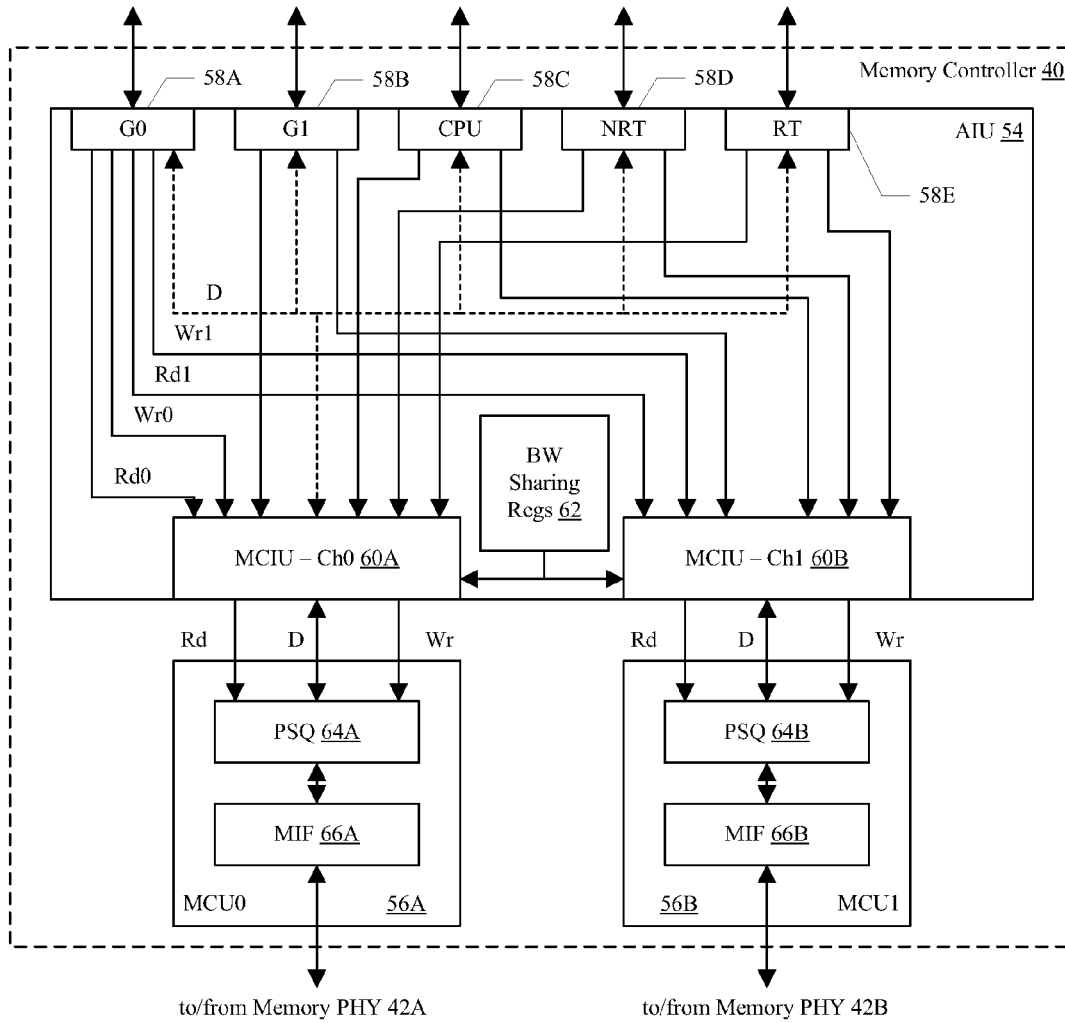 58A
58B
58C
58D
Memory Controller 40
G0
G1
CPU
NRT
RT
AIU 54
58E
D
Wr1
Rd1
Wr0
Rd0
BW
Sharing
Regs 62
MCIU – Ch0 60A
MCIU – Ch1 60B
Rd
D
Wr
Rd
D
Wr
PSQ 64A
PSQ 64B
MIF 66A
MIF 66B
MCU0
56A
56B
MCU1
to/from Memory PHY 42A
to/from Memory PHY 42B